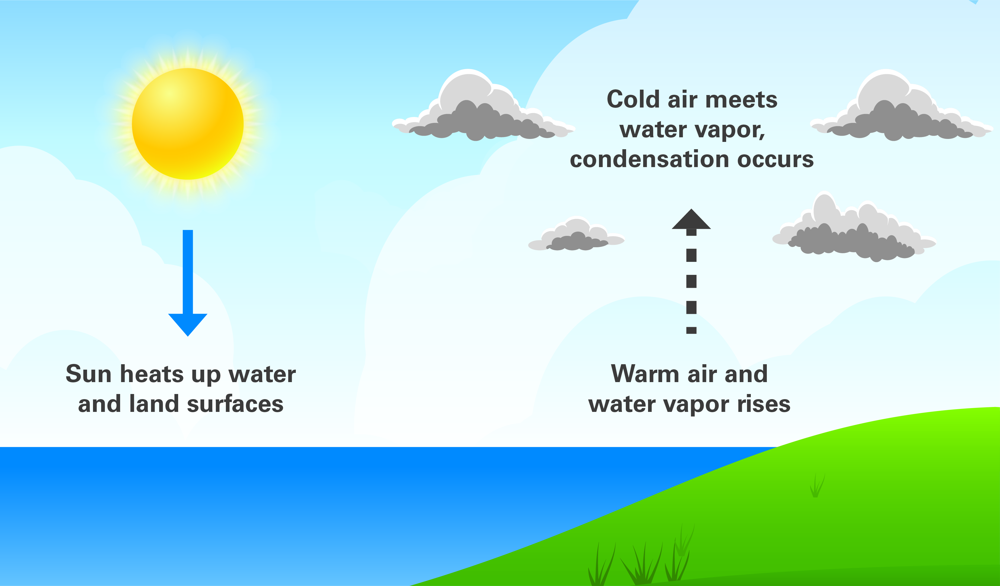 Cold air meets
water vapor,
condensation occurs
Sun heats up water
and land surfaces
Warm air and
water vapor rises